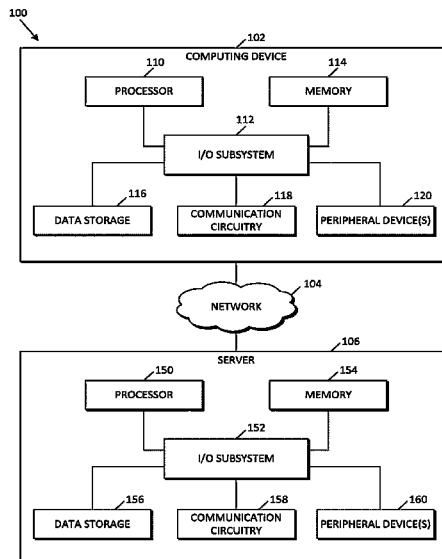 100
102
COMPUTING DEVICE
110
PROCESSOR
114
MEMORY
112
I/O SUBSYSTEM
116
DATA STORAGE
118
COMMUNICATION
CIRCUITRY
120
PERIPHERAL DEVICE(S)
NETWORK
104
106
SERVER
150
PROCESSOR
154
MEMORY
152
I/O SUBSYSTEM
156
DATA STORAGE
158
COMMUNICATION
CIRCUITRY
160
PERIPHERAL DEVICE(S)